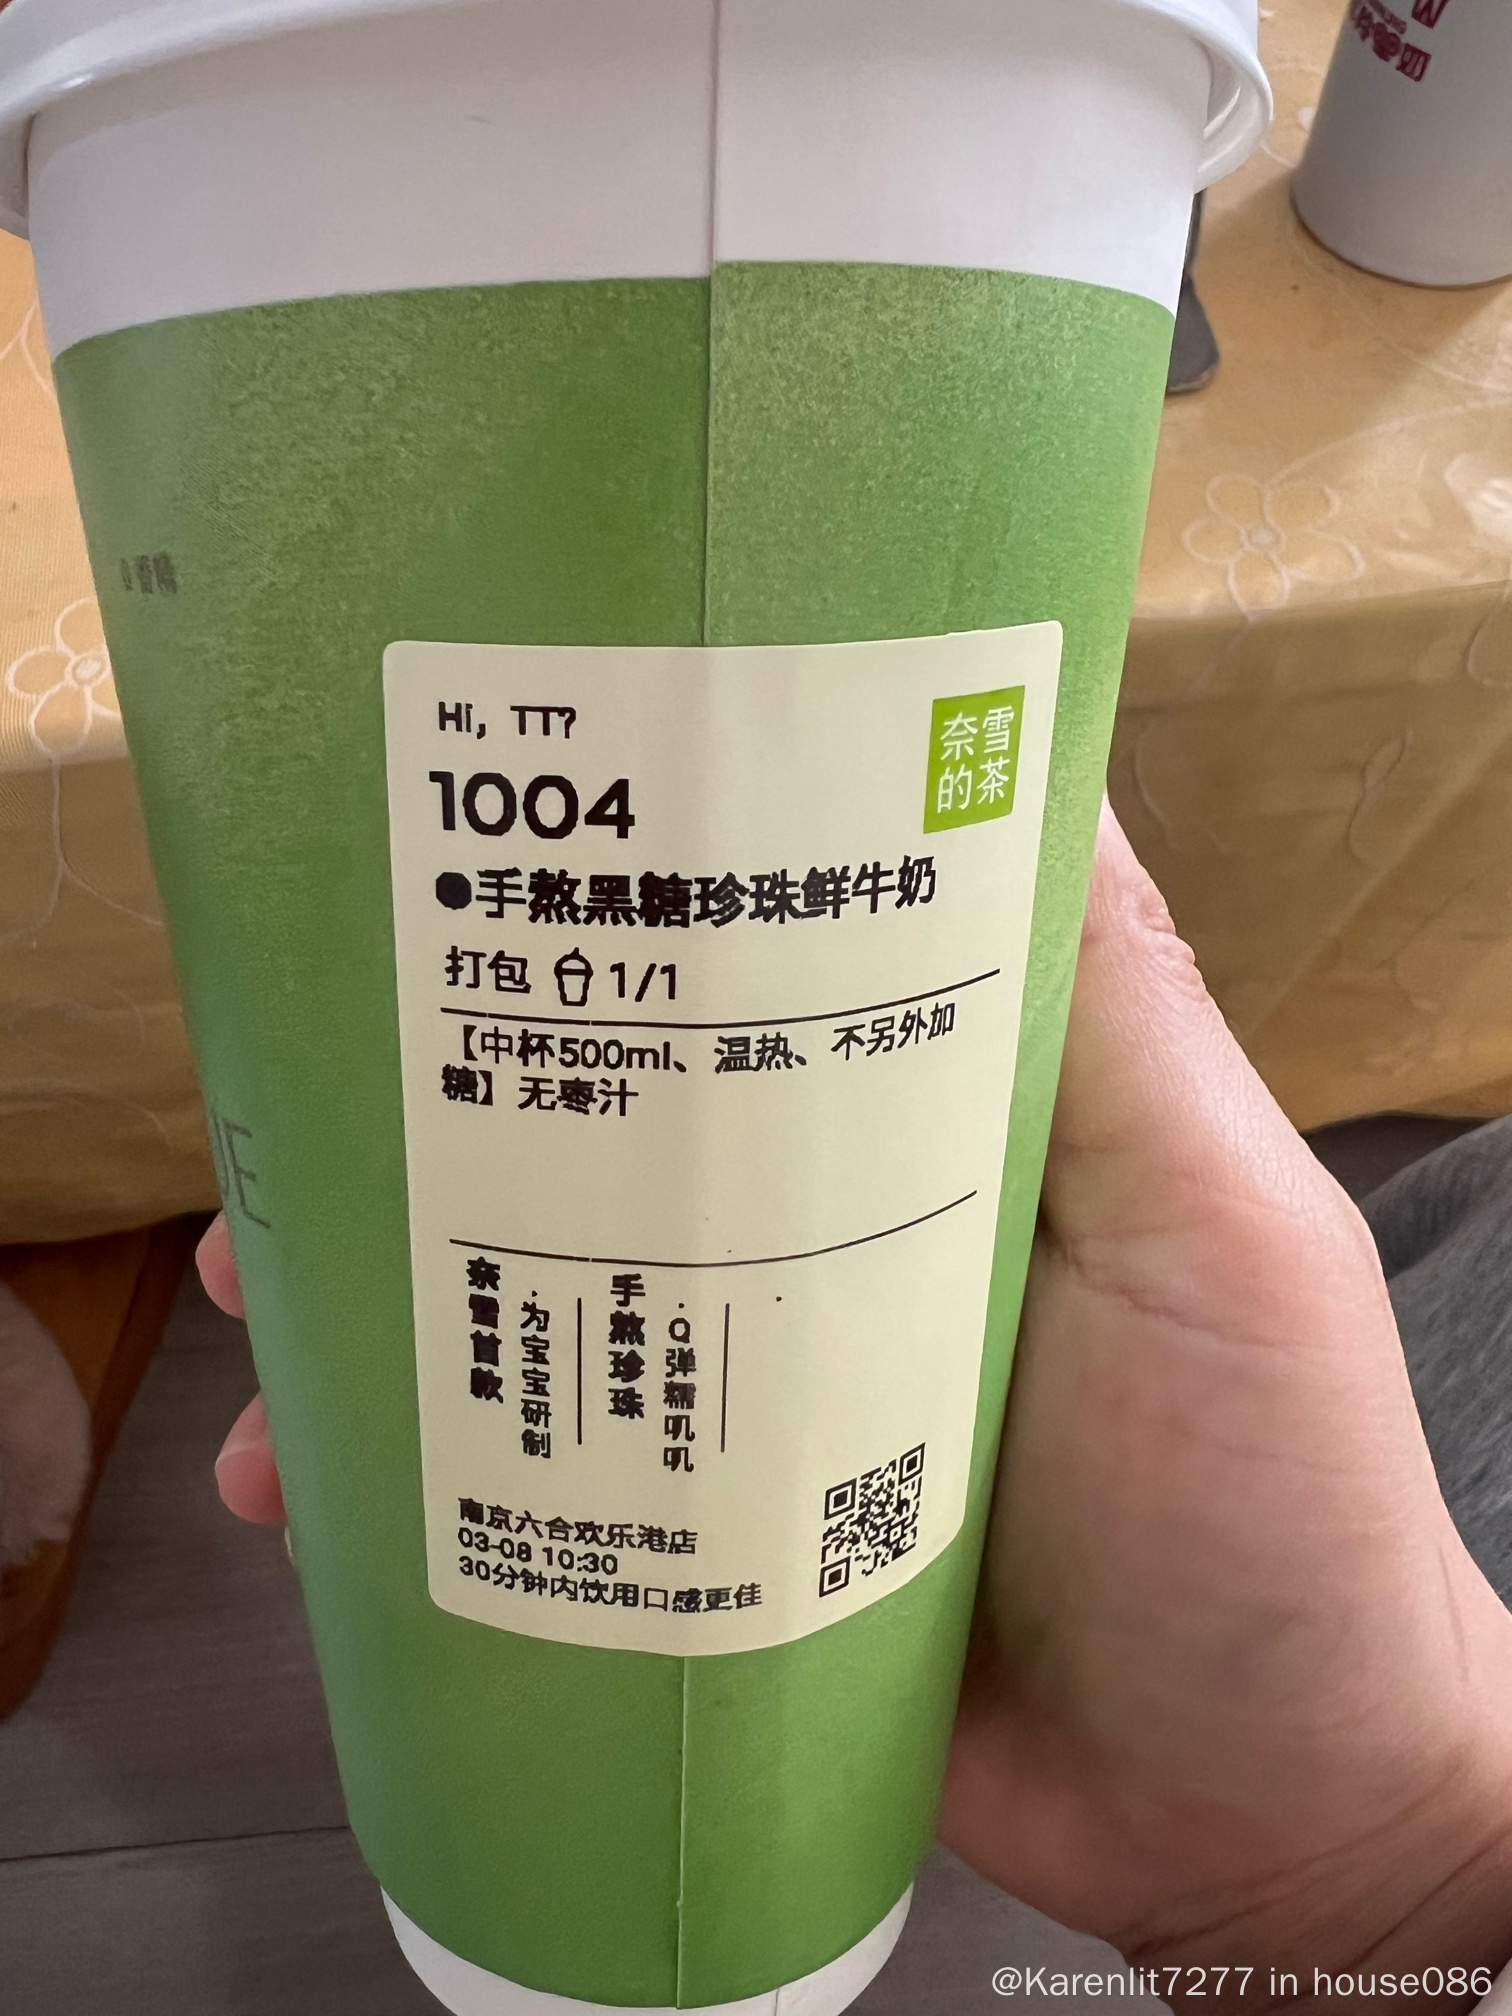 Hi, TT?
奈雪
的茶
1004
●手熬黑糖珍珠鲜牛奶
打包 1/1
【中杯500ml、温热、不另外加
糖】无枣汁
奈雪首款
·为宝宝研制
手熬珍珠
·Q弹糯叽叽
南京六合欢乐港店
03-08 10:30
30分钟内饮用口感更佳
@Karenlit7277 in house086